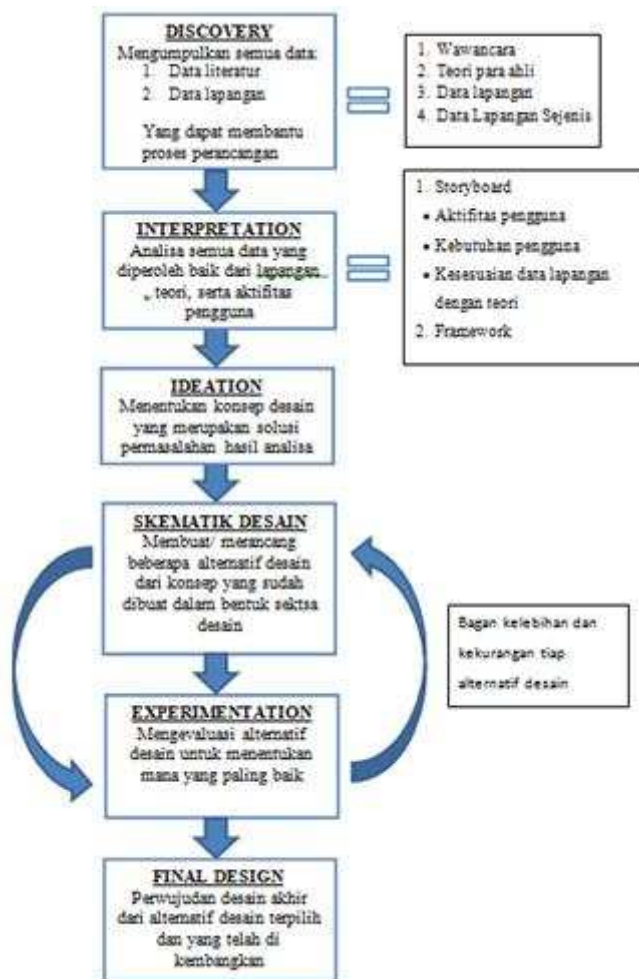 DISCOVERY
Mengumpulkan semua data:
1. Data literatur
2. Data lapangan
Yang dapat membantu
proses perancangan
1. Wawancara
2. Teori para ahli
3. Data lapangan
4. Data Lapangan Sejenis
INTERPRETATION
Analisa semua data yang
diperoleh baik dari lapangan
, teori, serta aktifitas
pengguna
1. Storyboard
• Aktifitas pengguna
• Kebutuhan pengguna
• Kesesuaian data lapangan
dengan teori
2. Framework
IDEATION
Menentukan konsep desain
yang merupakan solusi
permasalahan hasil analisa
SKEMATIK DESAIN
Membuat/ merancang
beberapa alternatif desain
dari konsep yang sudah
dibuat dalam bentuk sektsa
desain
Bagan kelebihan dan
kekurangan tiap
alternatif desain
EXPERIMENTATION
Mengevaluasi alternatif
desain untuk menentukan
mana yang paling baik
FINAL DESIGN
Perwujudan desain akhir
dari alternatif desain terpilih
dan yang telah di
kembangkan